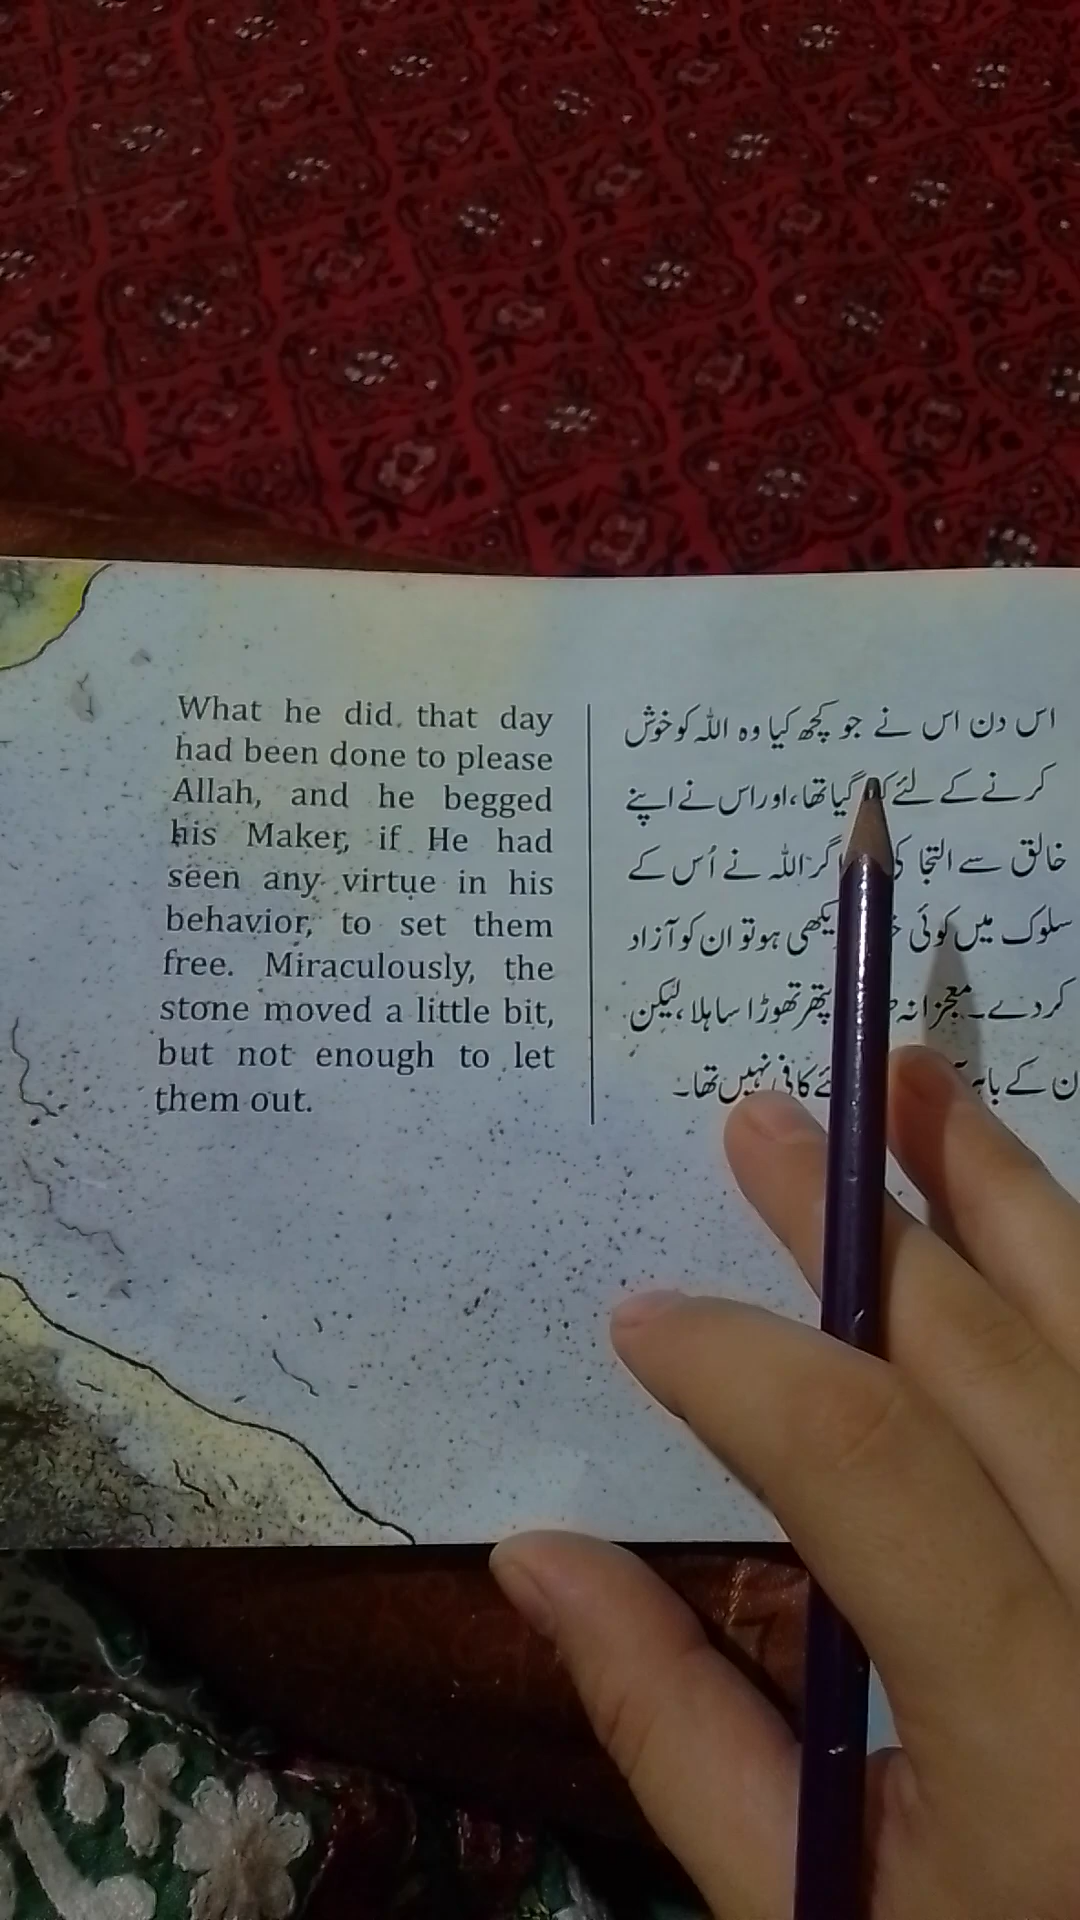 What he did that day
had been done to please
Allah, and he begged
his Maker, if He had
seen any virtue in his
behavior, to set them
free. Miraculously, the
stone moved a little bit,
but not enough to let
them out.
اس دن اس نے جو کچھ کیا وہ اللہ کو خوش
کرنے کے لئے گیا تھا، اور اس نے اپنے
خالق سے التجا اگر اللہ نے اُس کے
سلوک میں کوئی ہو تو ان کو آزاد
کردے۔ معجزانہ پتھر تھوڑا سا ہلا، لیکن
ان کے کافی نہیں تھا۔